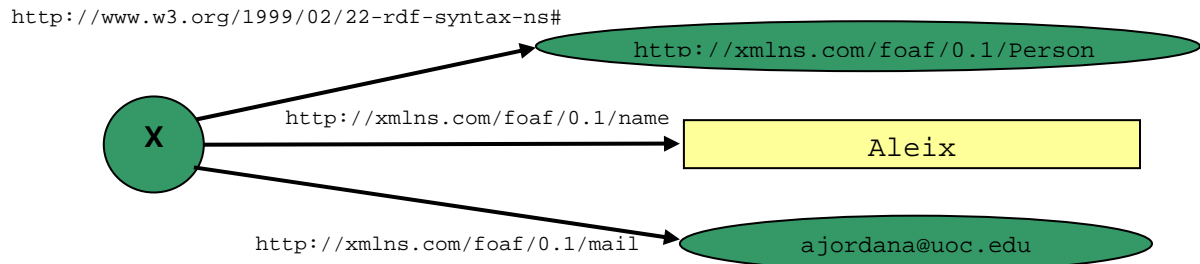 http://www.w3.org/1999/02/22-rdf-syntax-ns#
http://xmlns.com/foaf/0.1/Person
X
http://xmlns.com/foaf/0.1/name
Aleix
http://xmlns.com/foaf/0.1/mail
ajordana@uoc.edu